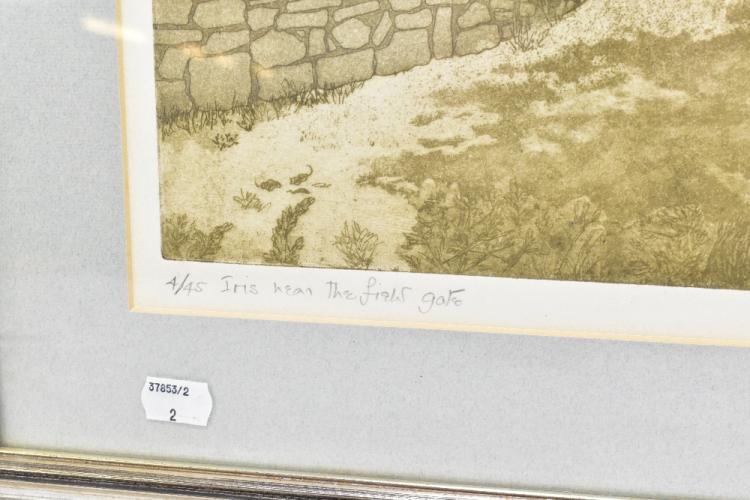 4/45 Iris near the field gate
37853/2
2